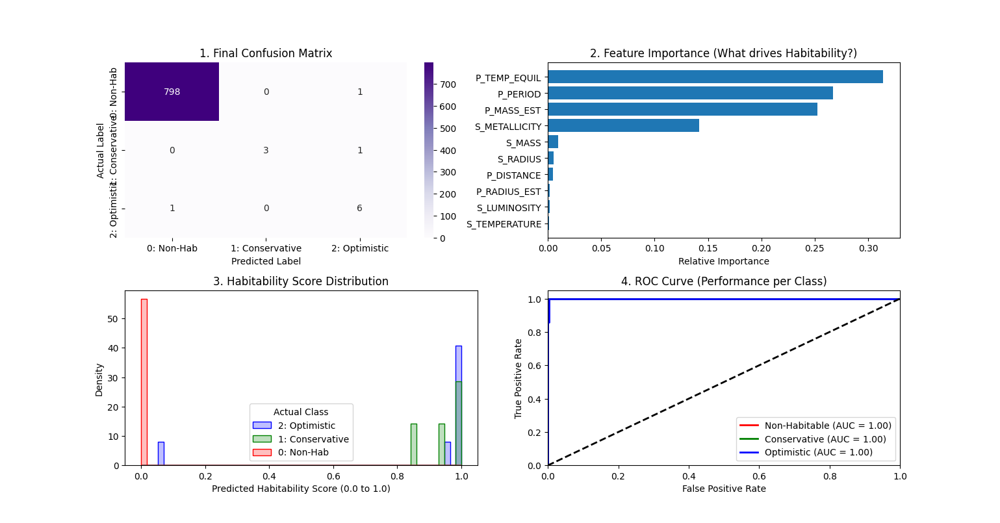 1. Final Confusion Matrix
Actual Label
0: Non-Hab
1: Conservative
2: Optimistic
798
0
1
0
3
1
1
0
6
0: Non-Hab
1: Conservative
2: Optimistic
Predicted Label
700
600
500
400
300
200
100
0
2. Feature Importance (What drives Habitability?)
P_TEMP_EQUIL
P_PERIOD
P_MASS_EST
S_METALLICITY
S_MASS
S_RADIUS
P_DISTANCE
P_RADIUS_EST
S_LUMINOSITY
S_TEMPERATURE
0.00
0.05
0.10
0.15
0.20
0.25
0.30
Relative Importance
3. Habitability Score Distribution
Density
50
40
30
20
10
0
Actual Class
2: Optimistic
1: Conservative
0: Non-Hab
0.0
0.2
0.4
0.6
0.8
1.0
Predicted Habitability Score (0.0 to 1.0)
4. ROC Curve (Performance per Class)
True Positive Rate
1.0
0.8
0.6
0.4
0.2
0.0
Non-Habitable (AUC = 1.00)
Conservative (AUC = 1.00)
Optimistic (AUC = 1.00)
0.0
0.2
0.4
0.6
0.8
1.0
False Positive Rate